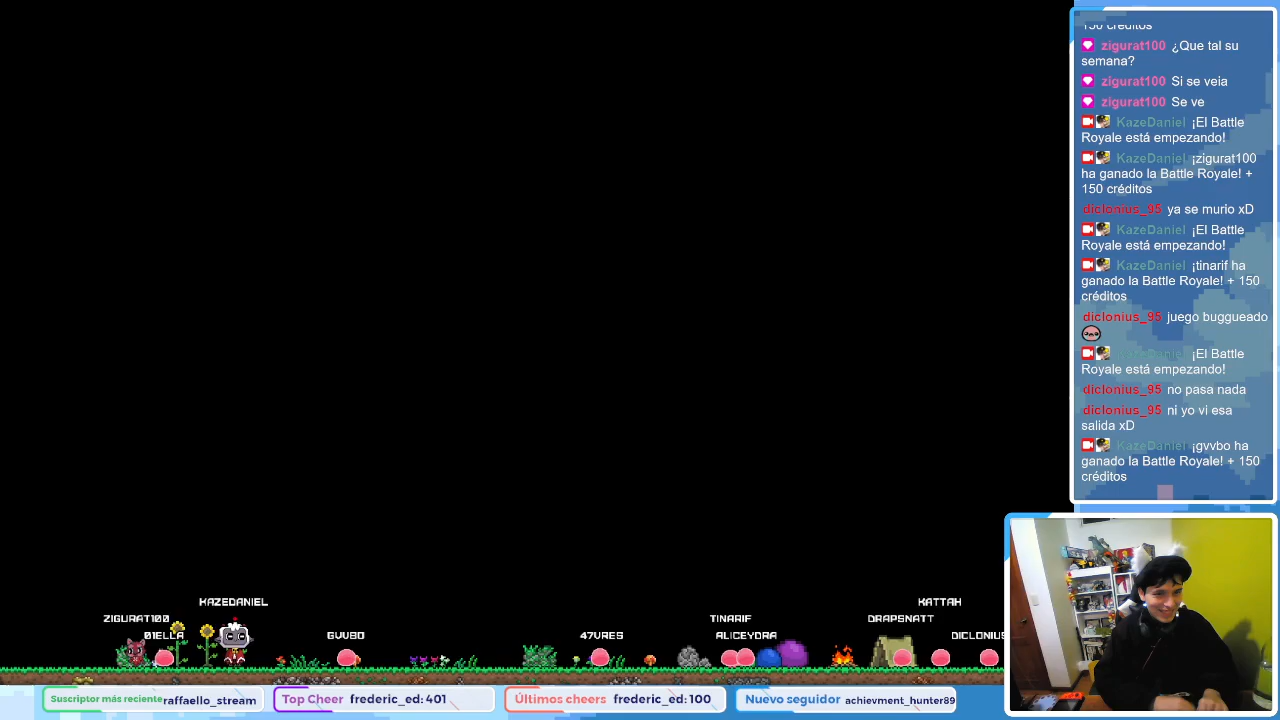 150 créditos
zigurat100 ¿Que tal su
semana?
zigurat100 Si se veia
zigurat100 Se ve
KazeDaniel ¡El Battle
Royale está empezando!
KazeDaniel ¡zigurat100
ha ganado la Battle Royale! +
150 créditos
diclonius_95 ya se murio xD
KazeDaniel ¡El Battle
Royale está empezando!
KazeDaniel ¡tinarif ha
ganado la Battle Royale! + 150
créditos
diclonius_95 juego buggueado
KazeDaniel ¡El Battle
Royale está empezando!
diclonius_95 no pasa nada
diclonius_95 ni yo vi esa
salida xD
KazeDaniel ¡gvvbo ha
ganado la Battle Royale! + 150
créditos
KAZEDANIEL
KATTAH
ZIGURAT100
TINARIF
DRAPSNATT
0IELLA
GVVBO
47VRES
ALICEYDRA
DICLONIUS
Suscriptor más reciente raffaello_stream
Top Cheer frederic_ed: 401
Últimos cheers frederic_ed: 100
Nuevo seguidor achievment_hunter89